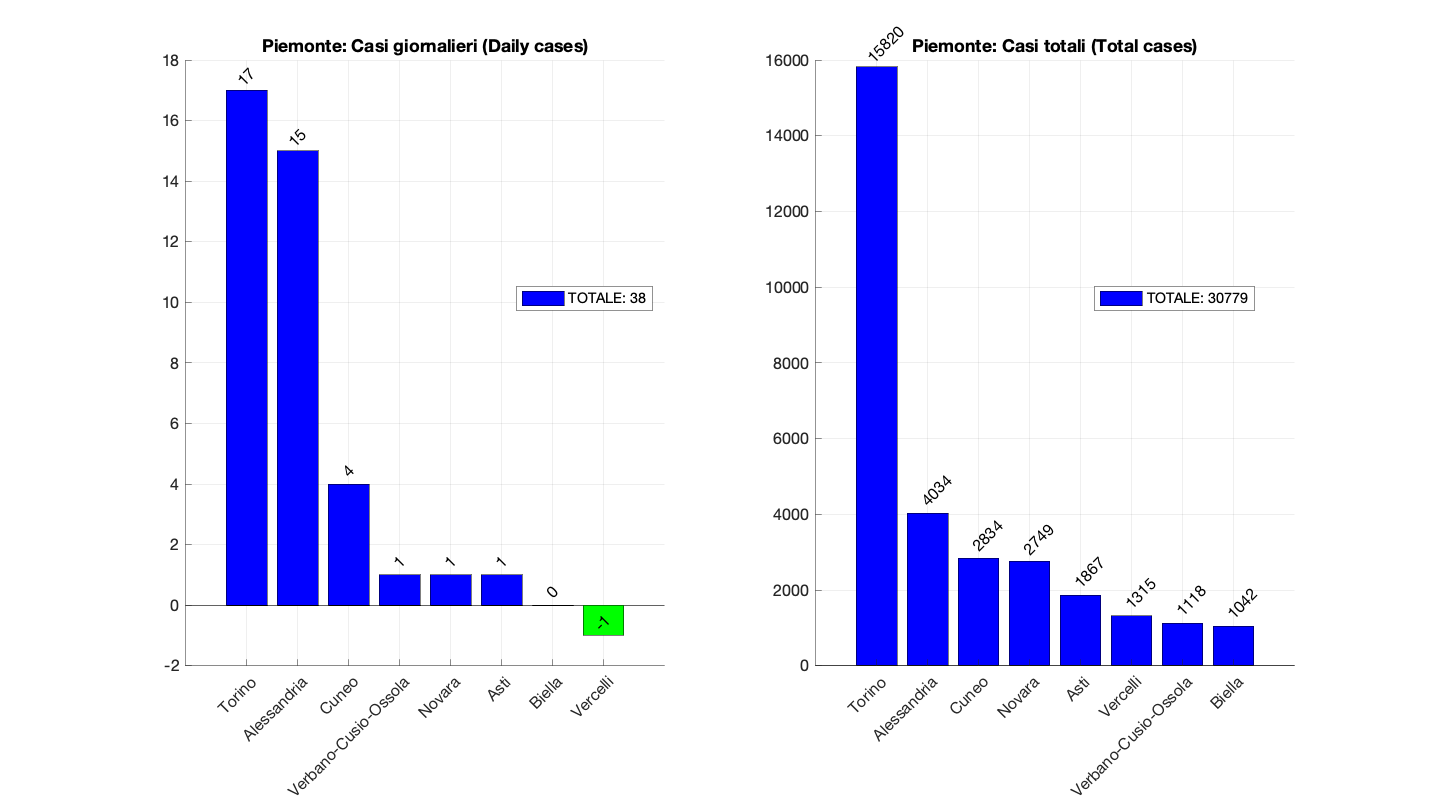 Piemonte: Casi giornalieri (Daily cases)
18
16
14
12
10
8
6
4
2
0
-2
17
15
4
1
1
1
0
-1
TOTALE: 38
Torino
Alessandria
Cuneo
Verbano-Cusio-Ossola
Novara
Asti
Biella
Vercelli
Piemonte: Casi totali (Total cases)
16000
14000
12000
10000
8000
6000
4000
2000
0
15820
4034
2834
2749
1867
1315
1118
1042
TOTALE: 30779
Torino
Alessandria
Cuneo
Novara
Asti
Vercelli
Verbano-Cusio-Ossola
Biella